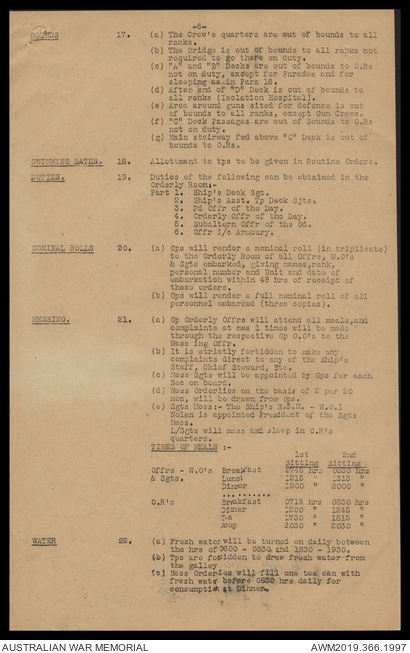 -6-
BOUNDS 17. (a) The Crew's quarters are out of bounds to all
ranks.
(b) The Bridge is out of bounds to all ranks not
required to go there on duty.
(c) "A" and "B" Decks are out of bounds to O.Rs
not on duty, except for Parades and for
sleeping as in Para 16.
(d) After end of "D" Deck is out of bounds to
all ranks (Isolation Hospital).
(e) Area around guns sited for defence is out
of bounds to all ranks, except Gun Crews.
(f) "C" Deck Passages are out of Bounds to O.Rs
not on duty.
(g) Main stairway fwd above "C" Deck is out of
bounds to O.Rs.
SWIMMING BATHS. 18. Allotment to tps to be given in Routine Orders.
DUTIES. 19. Duties of the following can be obtained in the
Orderly Room:-
Part 1. Ship's Deck Sgt.
2. Ship's Asst. Tp Deck Sjts.
3. Fd Offr of the Day.
4. Orderly Offr of the Day.
5. Subaltern Offr of the Gd.
6. Offr i/c Armoury.
NOMINAL ROLLS 20. (a) Gps will render a nominal roll (in triplicate)
to the Orderly Room of all Offrs, W.O's
& Sgts embarked, giving names,rank,
personal number and Unit and date of
embarkation within 48 hrs of receipt of
these orders.
(b) Gps will render a full nominal roll of all
personnel embarked (three copies).
MESSING. 21. (a) Gp Orderly Offrs will attend all meals,and
complaints at mea l times will be made
through the respective Gp O.O's to the
Mess ing Offr.
(b) It is strictly forbidden to make any
complaints direct to any of the Ship's
Staff, Chief Steward, Etc.
(c) Mess Sgts will be appointed by Gps for each
Sec on board.
(d) Mess Orderlies on the basis of 2 per 20
men, will be drawn from Gps.
(e) Sgts Mess:- The Ship's R.S.M. - W.O.1
Nolan is appointed President of the Sgts
Mess.
L/Sgts will mess and sleep in O.R's
quarters.
TIMES OF MEALS :-
1st 2nd
Sitting Sitting
Offrs - W.O's Breakfast 0745 hrs 0830 hrs
& Sgts. Lunch 1215 " 1315 "
Dinner 1900 " 2000 "
..........
O.R's Breakfast 0715 hrs 0830 hrs
Dinner 1200 " 1245 "
Tea 1730 " 1815 "
Soup 2030 " 2030 "
WATER 22. (a) Fresh water will be turned on daily between
the hrs of 0600 - 0830 and 1830 - 1930.
(b) Tps are forbidden to draw fresh water from
the galley
(c) Mess Orderlies will fill one tea can with
fresh water before 0830 hrs daily for
consumption at Dinner.
AUSTRALIAN WAR MEMORIAL AWM2019.366.1997